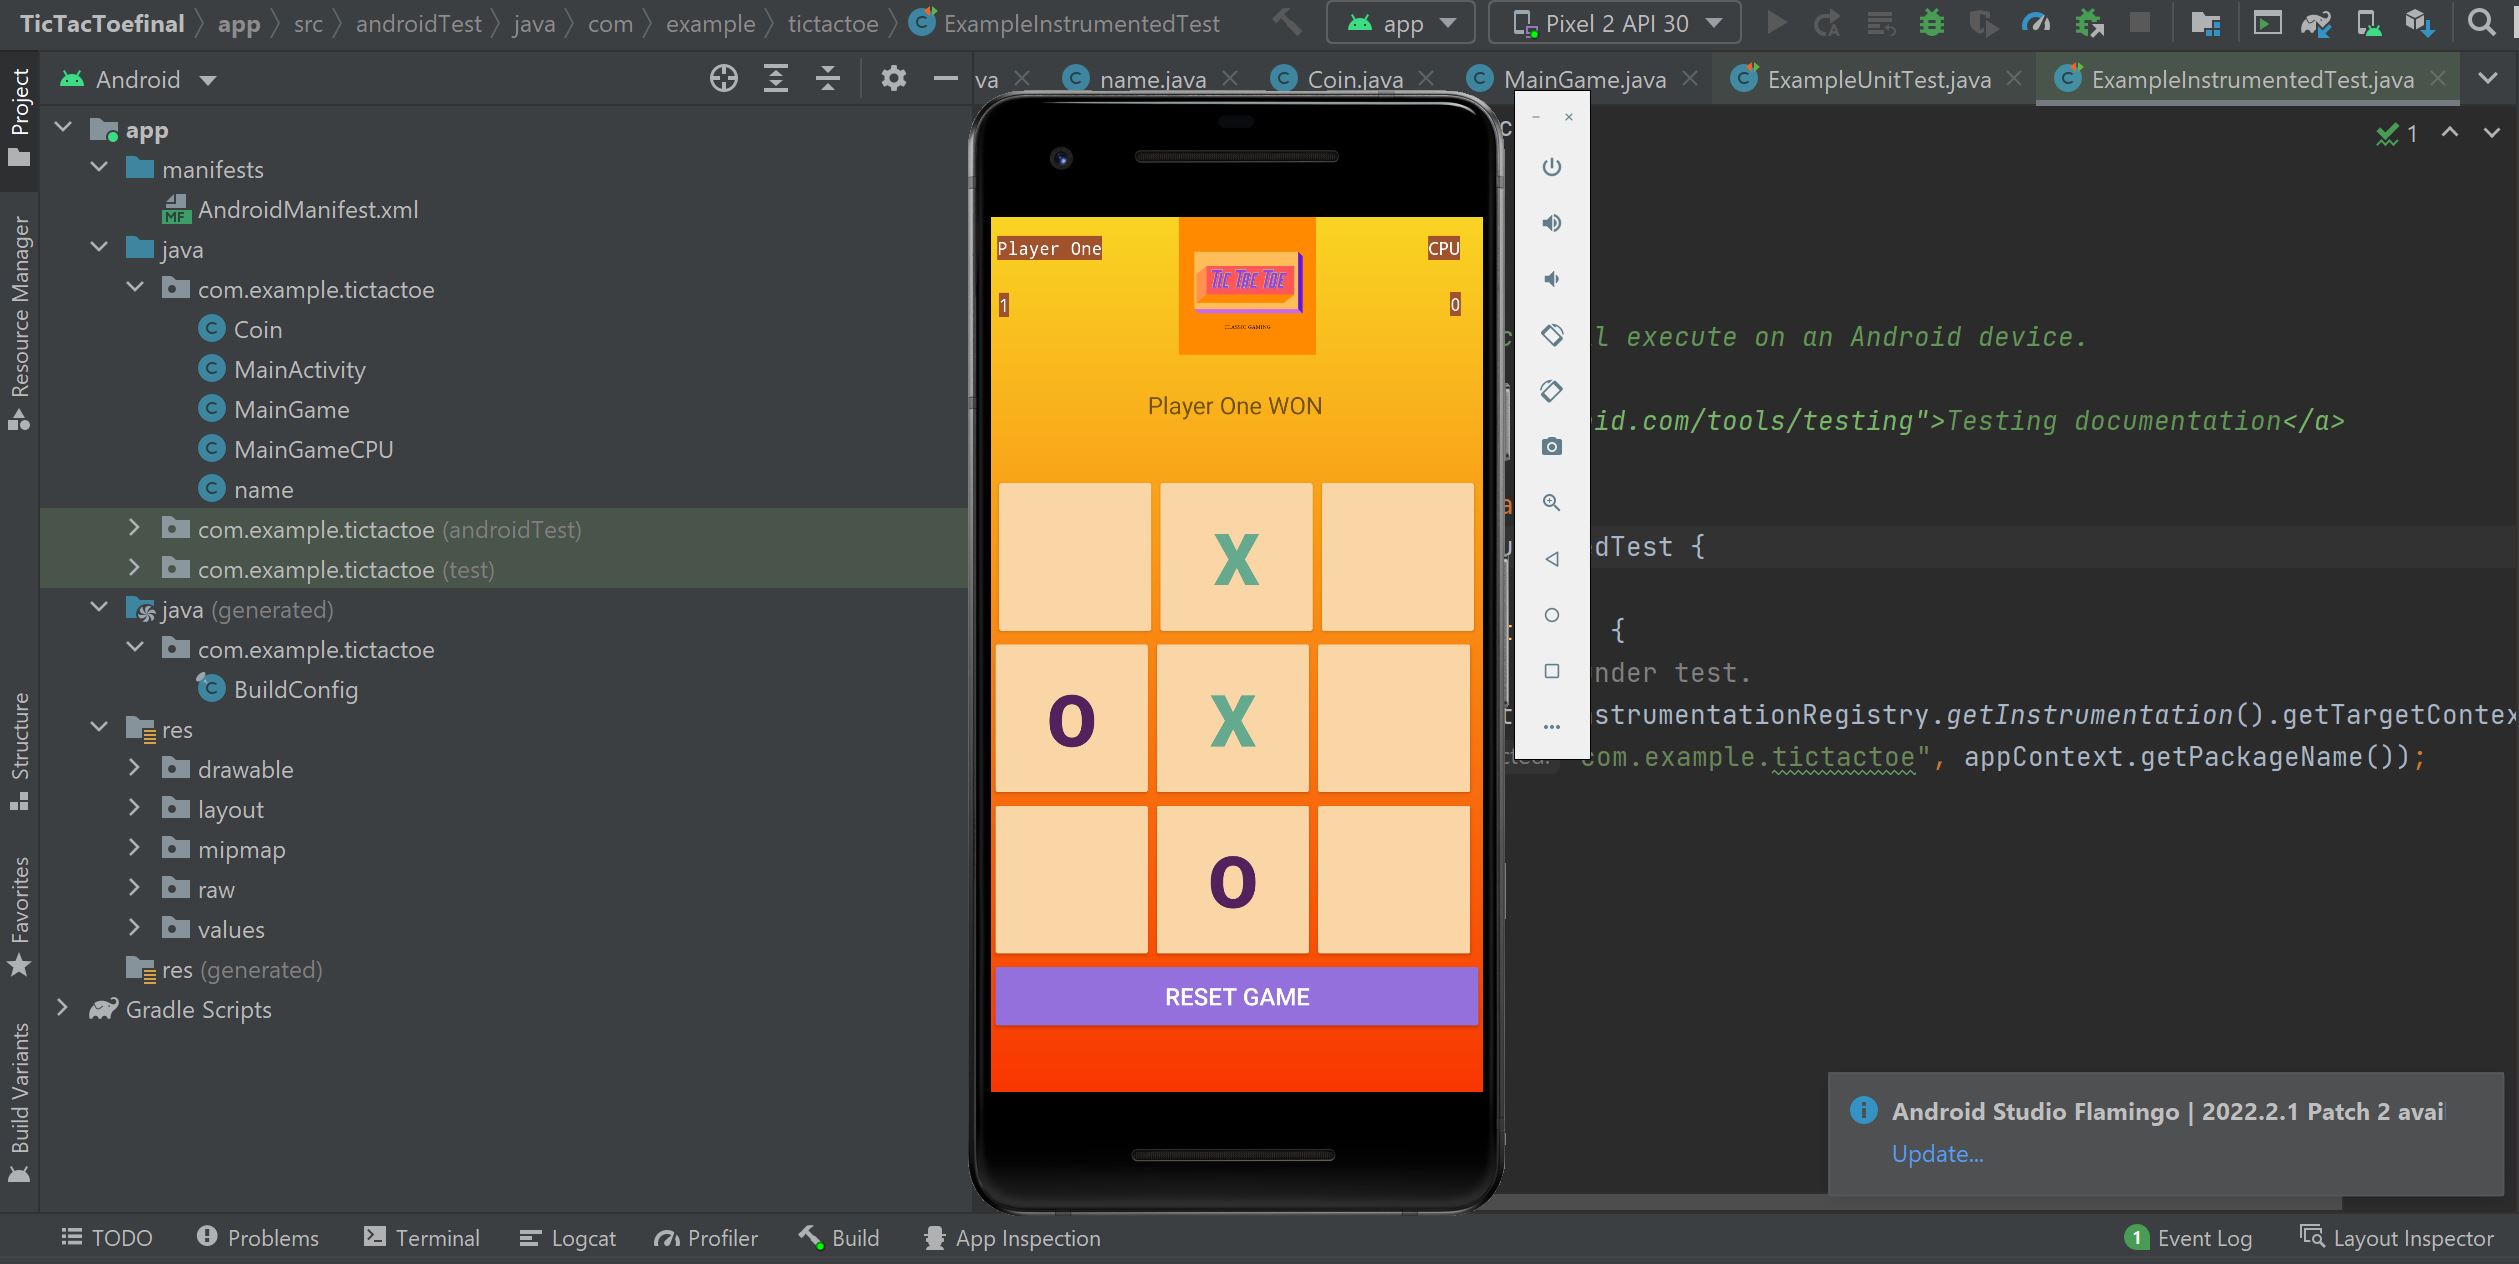 TicTacToefinal app src androidTest java com example tictactoe ExampleInstrumentedTest app Pixel 2 API 30
Android
va name.java Coin.java MainGame.java ExampleUnitTest.java ExampleInstrumentedTest.java
Project
Resource Manager
Structure
Favorites
Build Variants
app
manifests
MF AndroidManifest.xml
java
com.example.tictactoe
C Coin
C MainActivity
C MainGame
C MainGameCPU
C name
com.example.tictactoe (androidTest)
com.example.tictactoe (test)
java (generated)
com.example.tictactoe
C BuildConfig
res
drawable
layout
mipmap
raw
values
res (generated)
Gradle Scripts
Player One
CPU
1
0
TIC TAC TOE
CLASSIC GAMING
Player One WON
X
O X
O
RESET GAME
1
c
l execute on an Android device.
id.com/tools/testing">Testing documentation</a>
edTest {
{
nder test.
nstrumentationRegistry.getInstrumentation().getTargetContex
com.example.tictactoe", appContext.getPackageName());
Android Studio Flamingo | 2022.2.1 Patch 2 avai
Update...
TODO Problems Terminal Logcat Profiler Build App Inspection 1 Event Log Layout Inspector